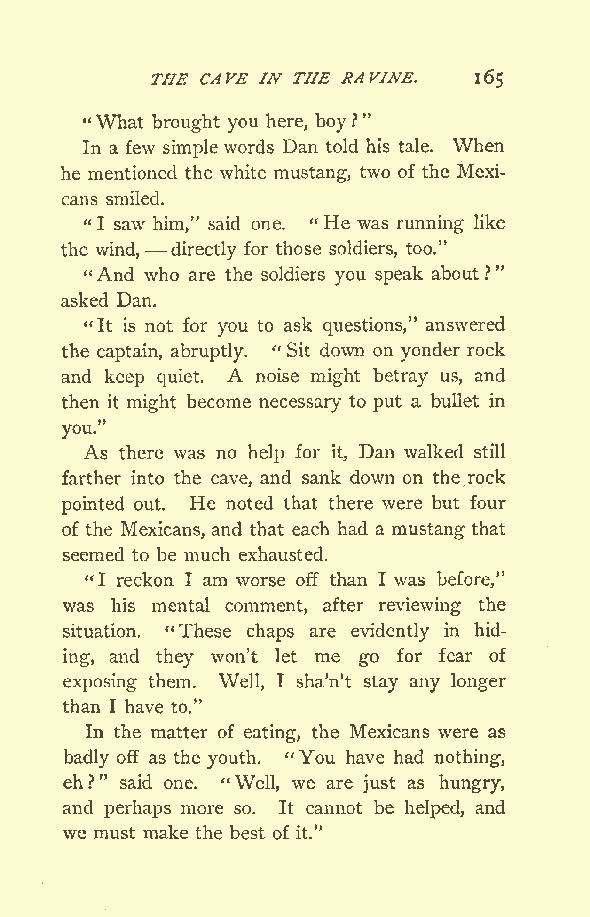 THE CAVE IN THE RAVINE. 165
"What brought you here, boy?"
In a few simple words Dan told his tale. When
he mentioned the white mustang, two of the Mexi-
cans smiled.
"I saw him," said one. "He was running like
the wind,—directly for those soldiers, too."
"And who are the soldiers you speak about?"
asked Dan.
"It is not for you to ask questions," answered
the captain, abruptly. "Sit down on yonder rock
and keep quiet. A noise might betray us, and
then it might become necessary to put a bullet in
you."
As there was no help for it, Dan walked still
farther into the cave, and sank down on the rock
pointed out. He noted that there were but four
of the Mexicans, and that each had a mustang that
seemed to be much exhausted.
"I reckon I am worse off than I was before,"
was his mental comment, after reviewing the
situation. "These chaps are evidently in hid-
ing, and they won't let me go for fear of
exposing them. Well, I sha'n't stay any longer
than I have to."
In the matter of eating, the Mexicans were as
badly off as the youth. "You have had nothing,
eh?" said one. "Well, we are just as hungry,
and perhaps more so. It cannot be helped, and
we must make the best of it."